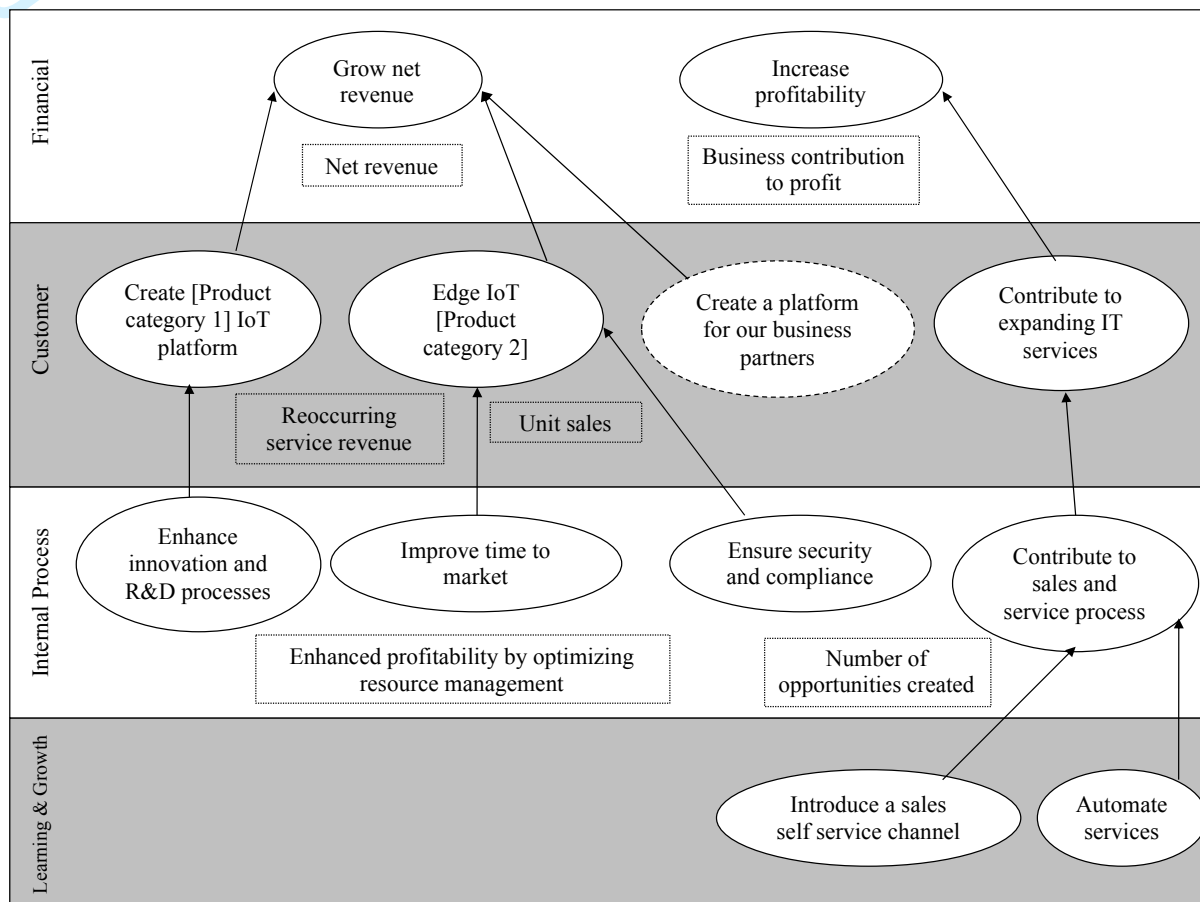 Financial
Grow net
revenue
Increase
profitability
Net revenue
Business contribution
to profit
Customer
Create [Product
category 1] IoT
platform
Edge IoT
[Product
category 2]
Create a platform
for our business
partners
Contribute to
expanding IT
services
Reoccurring
service revenue
Unit sales
Internal Process
Enhance
innovation and
R&D processes
Improve time to
market
Ensure security
and compliance
Contribute to
sales and
service process
Enhanced profitability by optimizing
resource management
Number of
opportunities created
Learning & Growth
Introduce a sales
self service channel
Automate
services